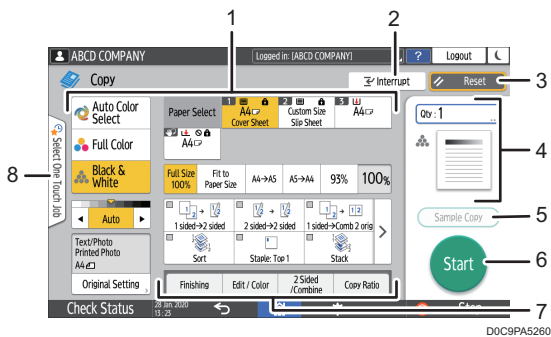 1
2
ABCD COMPANY
Logged in: [ABCD COMPANY]
?
Logout
Copy
Interrupt
Reset
3
Auto Color
Select
Full Color
Black &
White
Auto
Text/Photo
Printed Photo
A4
Original Setting
8
Select One Touch Job
Paper Select
1
A4
Cover Sheet
2
Custom Size
Slip Sheet
3
A4
A4
Full Size
100%
Fit to
Paper Size
A4→A5
A5→A4
93%
100%
1 sided→2 sided
2 sided→2 sided
1 sided→Comb 2 orig
Sort
Staple: Top 1
Stack
Finishing
Edit / Color
2 Sided
/Combine
Copy Ratio
Qty : 1
4
Sample Copy
5
Start
6
Check Status
28 Jan. 2020
13 : 23
Stop
7
D0C9PA5260